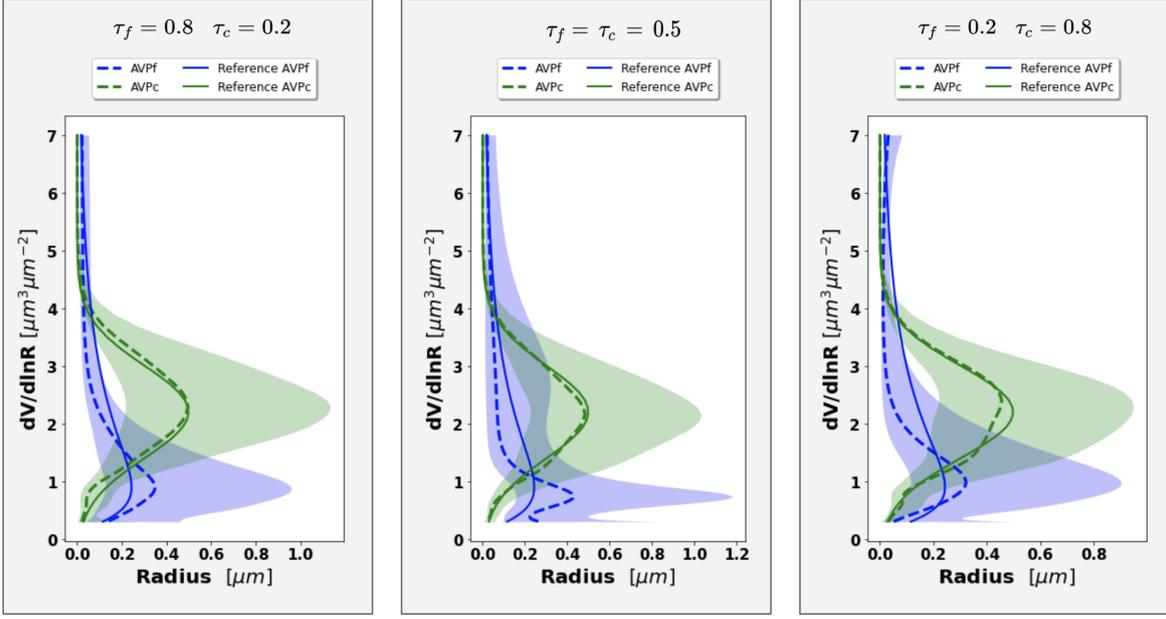 τf = 0.8 τc = 0.2
AVPf Reference AVPf
AVPc Reference AVPc
7
6
5
4
3
2
1
0
dV/dlnR [μm³μm⁻²]
0.0 0.2 0.4 0.6 0.8 1.0
Radius [μm]
τf = τc = 0.5
AVPf Reference AVPf
AVPc Reference AVPc
7
6
5
4
3
2
1
0
dV/dlnR [μm³μm⁻²]
0.0 0.2 0.4 0.6 0.8 1.0 1.2
Radius [μm]
τf = 0.2 τc = 0.8
AVPf Reference AVPf
AVPc Reference AVPc
7
6
5
4
3
2
1
0
dV/dlnR [μm³μm⁻²]
0.0 0.2 0.4 0.6 0.8
Radius [μm]